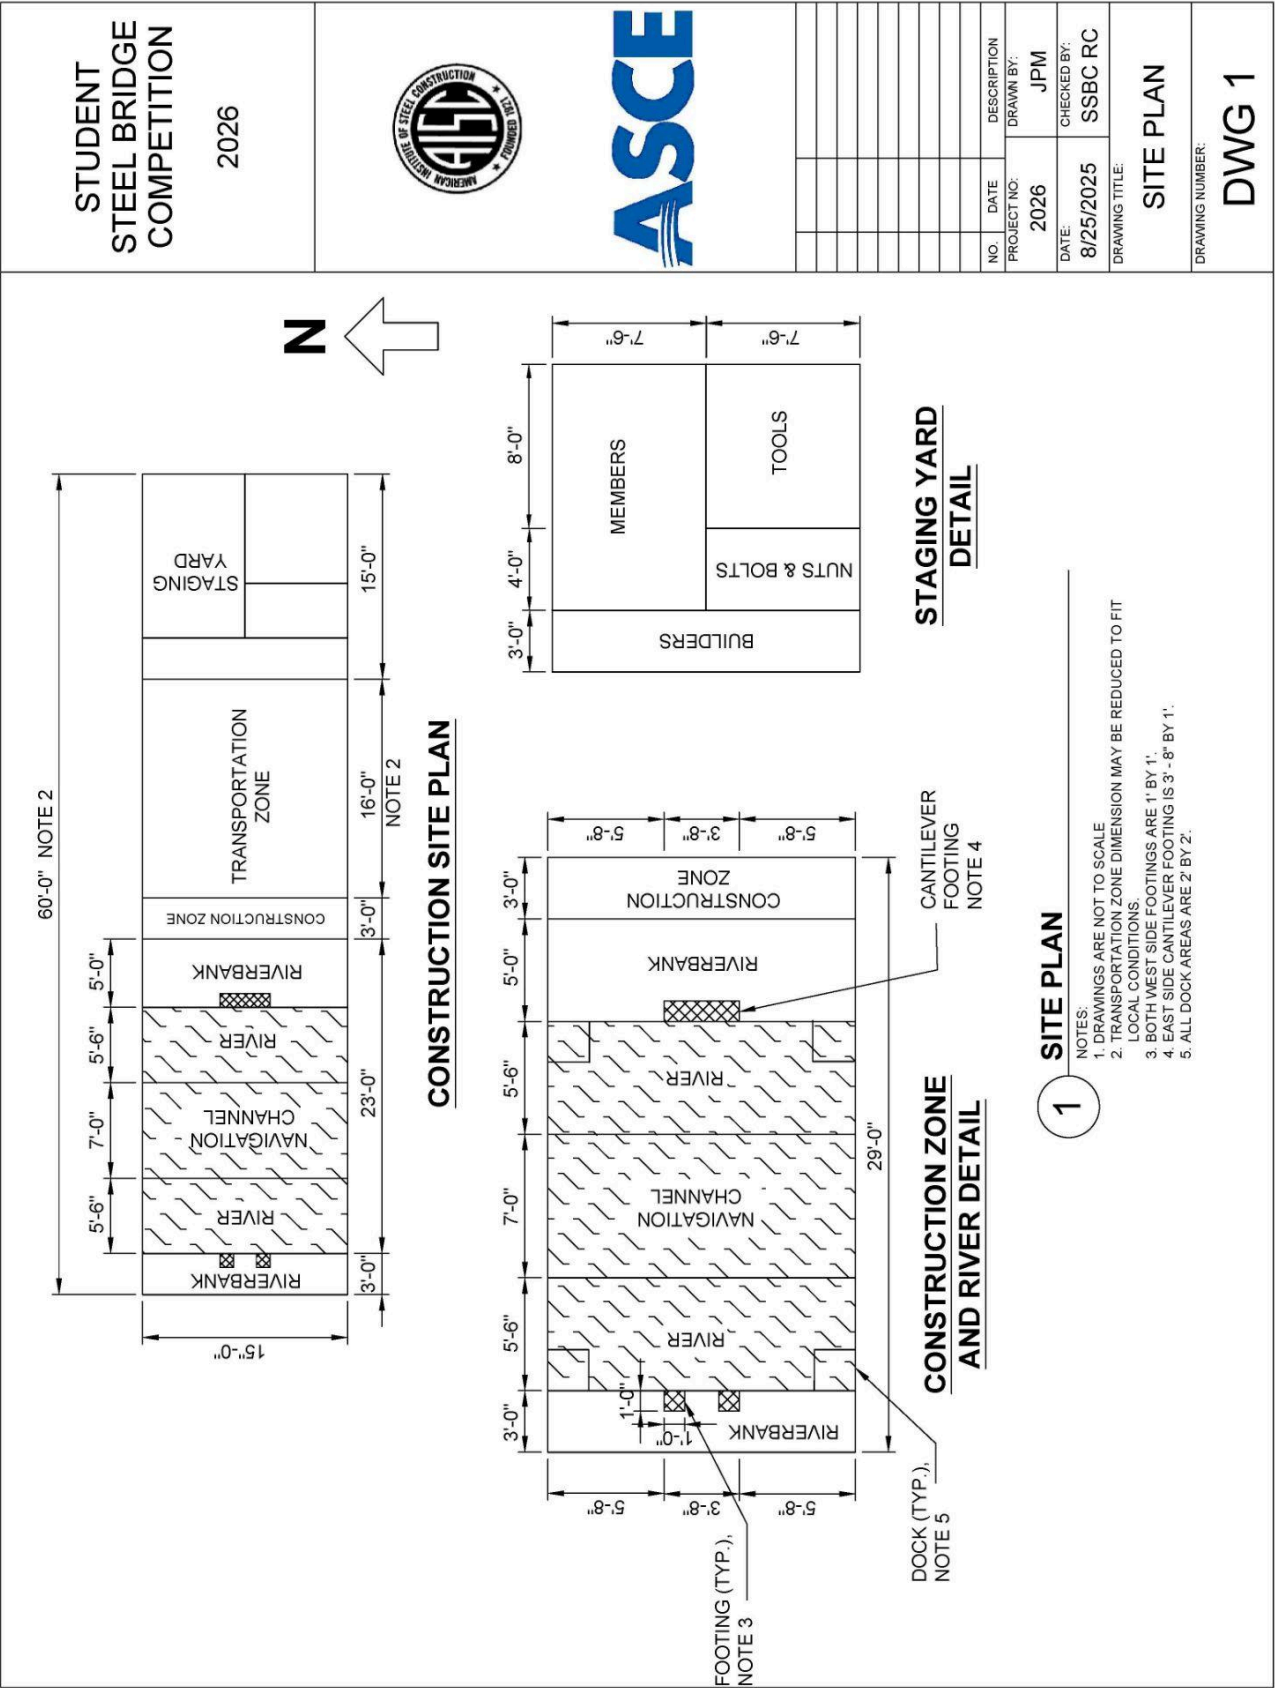 STUDENT
STEEL BRIDGE
COMPETITION
2026
AMERICAN INSTITUTE OF STEEL CONSTRUCTION
AISC
FOUNDED 1921
ASCE
NO.
DATE
DESCRIPTION
PROJECT NO:
2026
DRAWN BY:
JPM
DATE:
8/25/2025
CHECKED BY:
SSBC RC
DRAWING TITLE:
SITE PLAN
DRAWING NUMBER:
DWG 1
N
60'-0" NOTE 2
5'-6"
7'-0"
5'-6"
5'-0"
15'-0"
RIVERBANK
RIVER
NAVIGATION
CHANNEL
RIVER
RIVERBANK
CONSTRUCTION ZONE
TRANSPORTATION
ZONE
STAGING
YARD
3'-0"
23'-0"
3'-0"
16'-0"
NOTE 2
15'-0"
CONSTRUCTION SITE PLAN
3'-0"
5'-6"
7'-0"
5'-6"
5'-0"
3'-0"
5'-8"
3'-8"
5'-8"
1'-0"
1'-0"
RIVERBANK
RIVER
NAVIGATION
CHANNEL
RIVER
RIVERBANK
CONSTRUCTION
ZONE
5'-8"
3'-8"
5'-8"
29'-0"
FOOTING (TYP.),
NOTE 3
DOCK (TYP.),
NOTE 5
CANTILEVER
FOOTING
NOTE 4
CONSTRUCTION ZONE
AND RIVER DETAIL
3'-0"
4'-0"
8'-0"
BUILDERS
MEMBERS
NUTS & BOLTS
TOOLS
7'-6"
7'-6"
STAGING YARD
DETAIL
1
SITE PLAN
NOTES:
1. DRAWINGS ARE NOT TO SCALE
2. TRANSPORTATION ZONE DIMENSION MAY BE REDUCED TO FIT
LOCAL CONDITIONS.
3. BOTH WEST SIDE FOOTINGS ARE 1' BY 1'.
4. EAST SIDE CANTILEVER FOOTING IS 3' - 8" BY 1'.
5. ALL DOCK AREAS ARE 2' BY 2'.